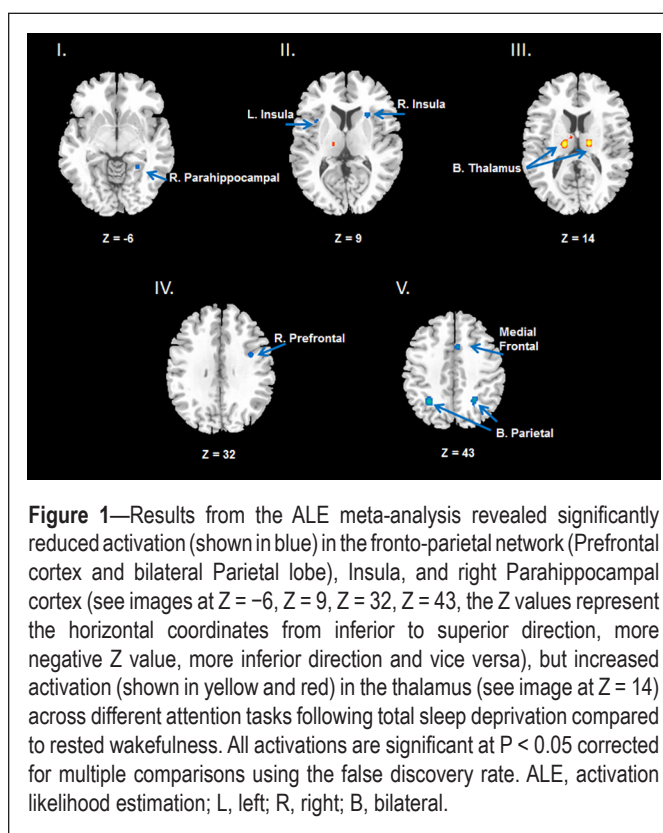 I.
II.
III.
L. Insula
R. Insula
R. Parahippocampal
B. Thalamus
Z = -6
Z = 9
Z = 14
IV.
V.
R. Prefrontal
Medial
Frontal
B. Parietal
Z = 32
Z = 43
Figure 1—Results from the ALE meta-analysis revealed significantly
reduced activation (shown in blue) in the fronto-parietal network (Prefrontal
cortex and bilateral Parietal lobe), Insula, and right Parahippocampal
cortex (see images at Z = −6, Z = 9, Z = 32, Z = 43, the Z values represent
the horizontal coordinates from inferior to superior direction, more
negative Z value, more inferior direction and vice versa), but increased
activation (shown in yellow and red) in the thalamus (see image at Z = 14)
across different attention tasks following total sleep deprivation compared
to rested wakefulness. All activations are significant at P < 0.05 corrected
for multiple comparisons using the false discovery rate. ALE, activation
likelihood estimation; L, left; R, right; B, bilateral.